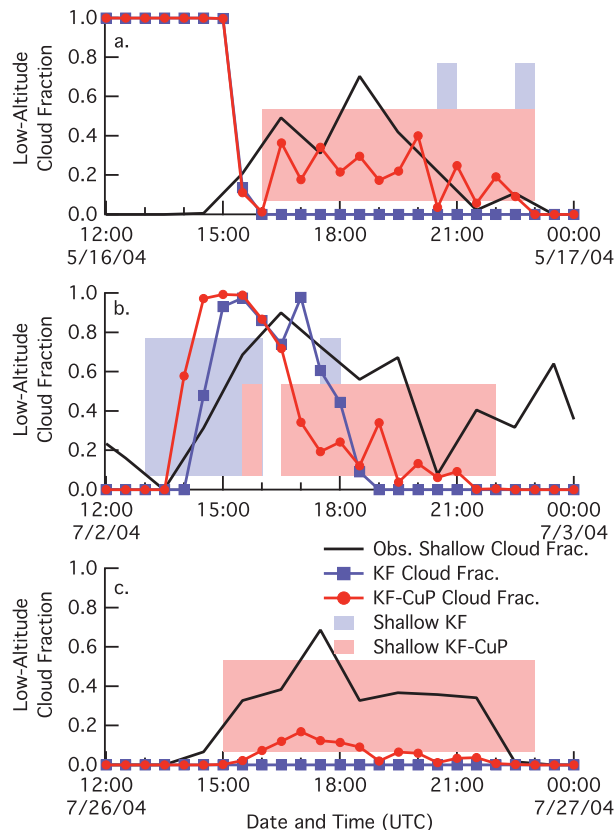 1.0
a.
0.8
0.6
0.4
0.2
0.0
Low-Altitude
Cloud Fraction
12:00 15:00 18:00 21:00 00:00
5/16/04 5/17/04
1.0
b.
0.8
0.6
0.4
0.2
0.0
Low-Altitude
Cloud Fraction
12:00 15:00 18:00 21:00 00:00
7/2/04 7/3/04
Obs. Shallow Cloud Frac.
KF Cloud Frac.
KF-CuP Cloud Frac.
Shallow KF
Shallow KF-CuP
1.0
c.
0.8
0.6
0.4
0.2
0.0
Low-Altitude
Cloud Fraction
12:00 15:00 18:00 21:00 00:00
7/26/04 7/27/04
Date and Time (UTC)